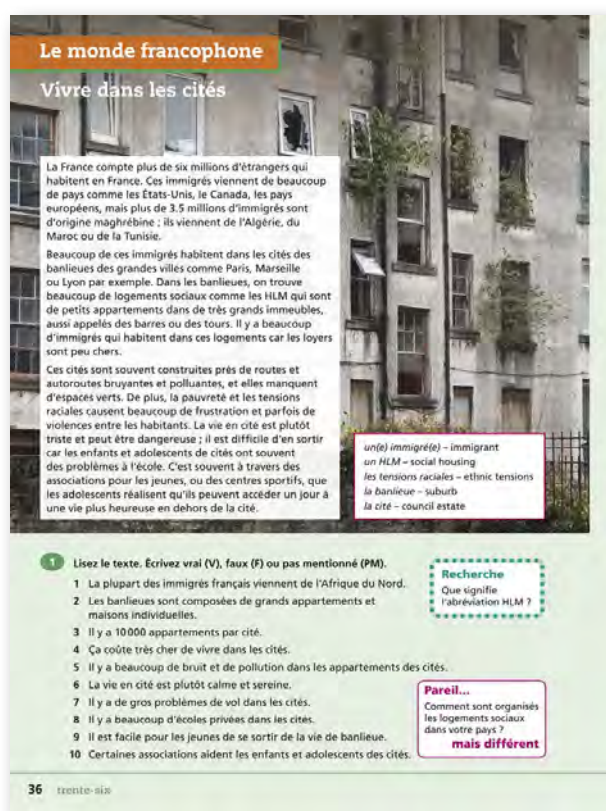 Le monde francophone
Vivre dans les cités
La France compte plus de six millions d'étrangers qui
habitent en France. Ces immigrés viennent de beaucoup
de pays comme les États-Unis, le Canada, les pays
européens, mais plus de 3.5 millions d'immigrés sont
d'origine maghrébine ; ils viennent de l'Algérie, du
Maroc ou de la Tunisie.
Beaucoup de ces immigrés habitent dans les cités des
banlieues des grandes villes comme Paris, Marseille
ou Lyon par exemple. Dans les banlieues, on trouve
beaucoup de logements sociaux comme les HLM qui sont
de petits appartements dans de très grands immeubles,
aussi appelés des barres ou des tours. Il y a beaucoup
d'immigrés qui habitent dans ces logements car les loyers
sont peu chers.
Ces cités sont souvent construites près de routes et
autoroutes bruyantes et polluantes, et elles manquent
d'espaces verts. De plus, la pauvreté et les tensions
raciales causent beaucoup de frustration et parfois de
violences entre les habitants. La vie en cité est plutôt
triste et peut être dangereuse ; il est difficile d'en sortir
car les enfants et adolescents de cités ont souvent
des problèmes à l'école. C'est souvent à travers des
associations pour les jeunes, ou des centres sportifs, que
les adolescents réalisent qu'ils peuvent accéder un jour à
une vie plus heureuse en dehors de la cité.
un(e) immigré(e) – immigrant
un HLM – social housing
les tensions raciales – ethnic tensions
la banlieue – suburb
la cité – council estate
1 Lisez le texte. Écrivez vrai (V), faux (F) ou pas mentionné (PM).
1 La plupart des immigrés français viennent de l'Afrique du Nord.
2 Les banlieues sont composées de grands appartements et
maisons individuelles.
3 Il y a 10 000 appartements par cité.
4 Ça coûte très cher de vivre dans les cités.
5 Il y a beaucoup de bruit et de pollution dans les appartements des cités.
6 La vie en cité est plutôt calme et sereine.
7 Il y a de gros problèmes de vol dans les cités.
8 Il y a beaucoup d'écoles privées dans les cités.
9 Il est facile pour les jeunes de se sortir de la vie de banlieue.
10 Certaines associations aident les enfants et adolescents des cités.
Recherche
Que signifie
l'abréviation HLM ?
Pareil...
Comment sont organisés
les logements sociaux
dans votre pays ?
mais différent
36 trente-six